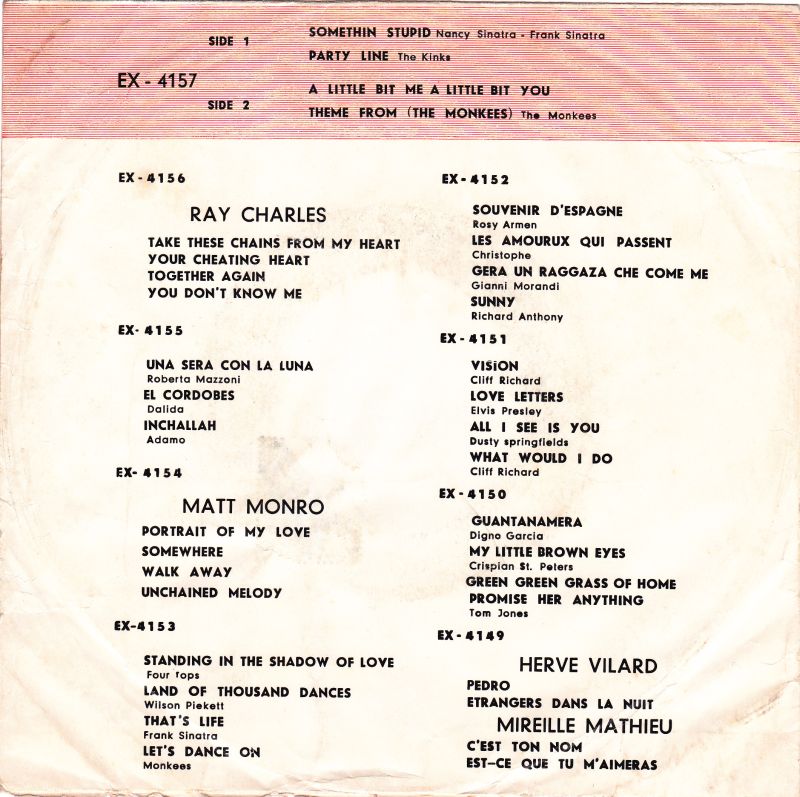 SIDE 1
SOMETHIN STUPID Nancy Sinatra - Frank Sinatra
PARTY LINE The Kinks
EX - 4157
A LITTLE BIT ME A LITTLE BIT YOU
SIDE 2
THEME FROM (THE MONKEES) The Monkees
EX - 4156
RAY CHARLES
TAKE THESE CHAINS FROM MY HEART
YOUR CHEATING HEART
TOGETHER AGAIN
YOU DON'T KNOW ME
EX- 4155
UNA SERA CON LA LUNA
Roberta Mazzoni
EL CORDOBES
Dalida
INCHALLAH
Adamo
EX- 4154
MATT MONRO
PORTRAIT OF MY LOVE
SOMEWHERE
WALK AWAY
UNCHAINED MELODY
EX-4153
STANDING IN THE SHADOW OF LOVE
Four Tops
LAND OF THOUSAND DANCES
Wilson Piekett
THAT'S LIFE
Frank Sinatra
LET'S DANCE ON
Monkees
EX - 4152
SOUVENIR D'ESPAGNE
Rosy Armen
LES AMOURUX QUI PASSENT
Christophe
GERA UN RAGGAZA CHE COME ME
Gianni Morandi
SUNNY
Richard Anthony
EX - 4151
VISiON
Cliff Richard
LOVE LETTERS
Elvis Presley
ALL I SEE IS YOU
Dusty springfields
WHAT WOULD I DO
Cliff Richard
EX - 4150
GUANTANAMERA
Digno Garcia
MY LITTLE BROWN EYES
Crispian St. Peters
GREEN GREEN GRASS OF HOME
PROMISE HER ANYTHING
Tom Jones
EX - 4149
HERVE VILARD
PEDRO
ETRANGERS DANS LA NUIT
MIREILLE MATHIEU
C'EST TON NOM
EST-CE QUE TU M'AIMERAS